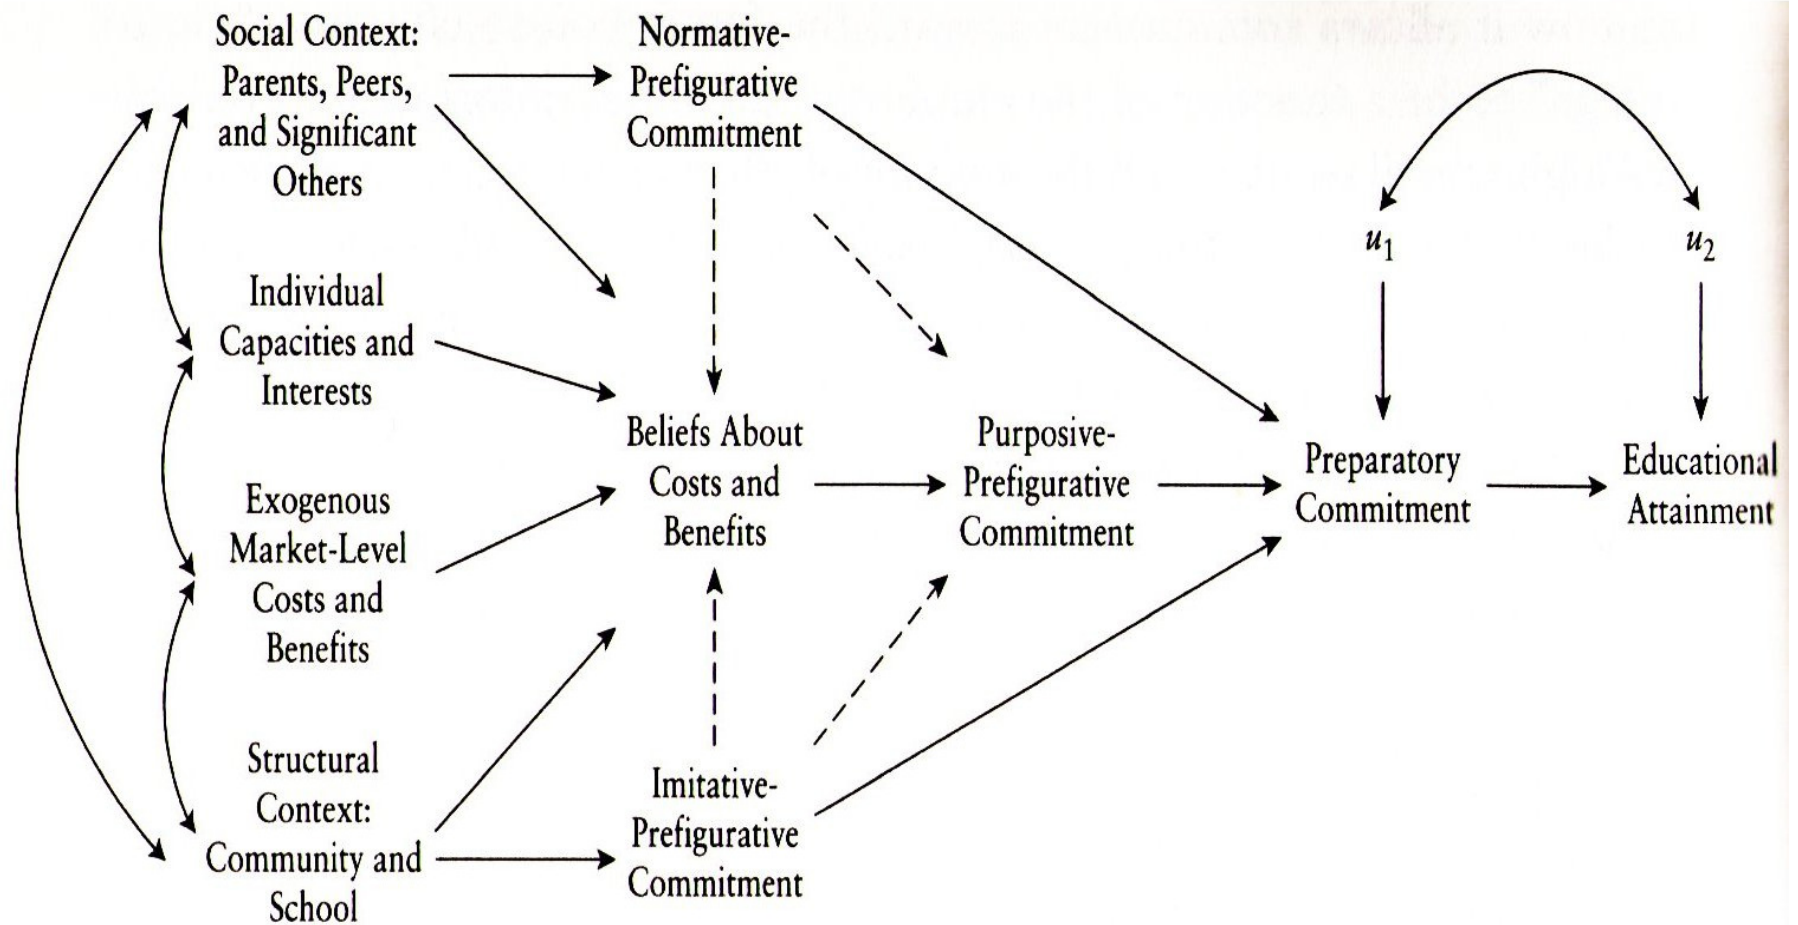 Social Context:
Parents, Peers,
and Significant
Others
Normative-
Prefigurative
Commitment
u1
u2
Individual
Capacities and
Interests
Beliefs About
Costs and
Benefits
Purposive-
Prefigurative
Commitment
Preparatory
Commitment
Educational
Attainment
Exogenous
Market-Level
Costs and
Benefits
Structural
Context:
Community and
School
Imitative-
Prefigurative
Commitment